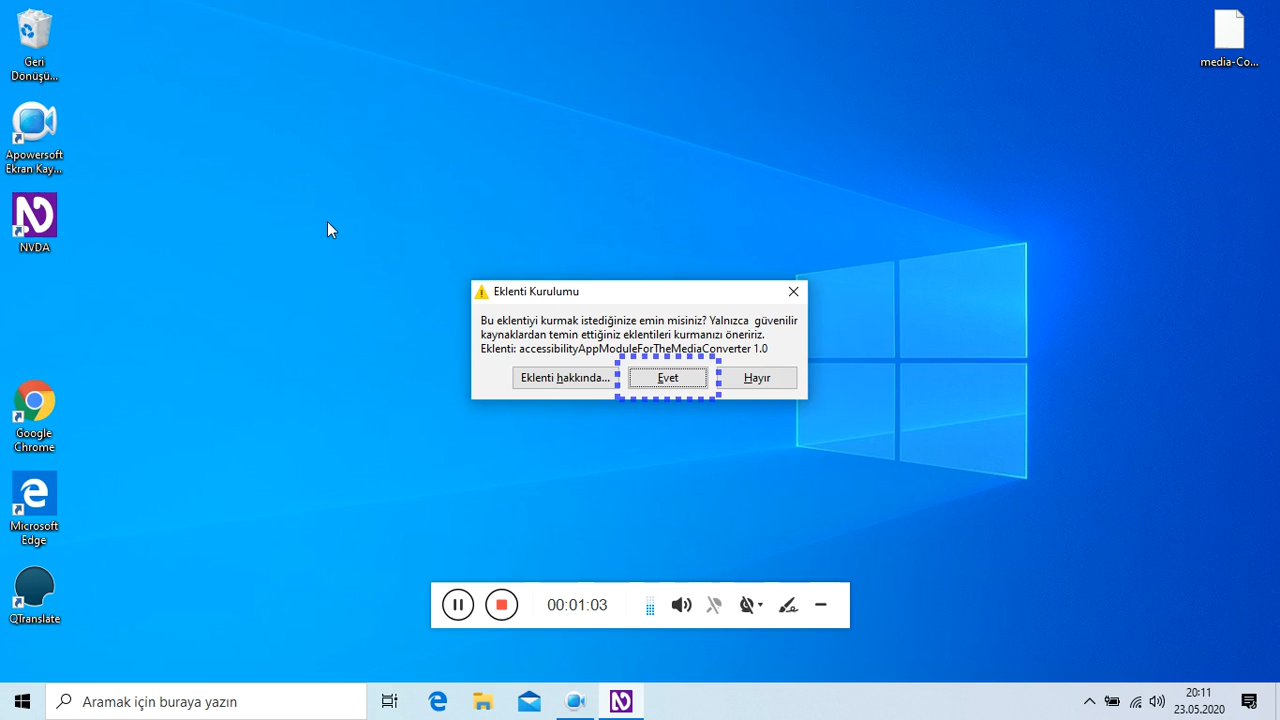 Geri
Dönüşü...
media-Co...
Apowersoft
Ekran Kay...
NVDA
Eklenti Kurulumu
Bu eklentiyi kurmak istediğinize emin misiniz? Yalnızca  güvenilir
kaynaklardan temin ettiğiniz eklentileri kurmanızı öneririz.
Eklenti: accessibilityAppModuleForTheMediaConverter 1.0
Eklenti hakkında...
Evet
Hayır
Google
Chrome
Microsoft
Edge
QTranslate
00:01:03
Aramak için buraya yazın
20:11
23.05.2020